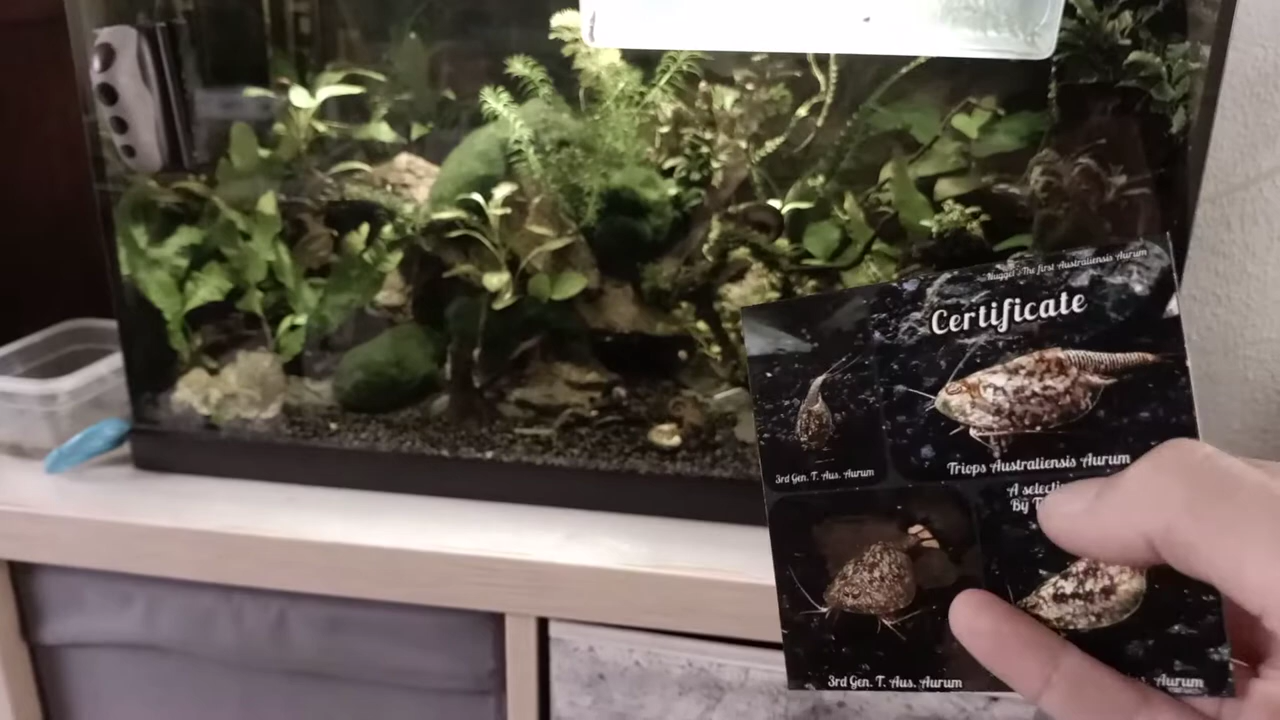 Nugget - The first Australiensis Aurum
Certificate
3rd Gen. T. Aus. Aurum
Triops Australiensis Aurum
A
By
3rd Gen. T. Aus. Aurum
Aurum